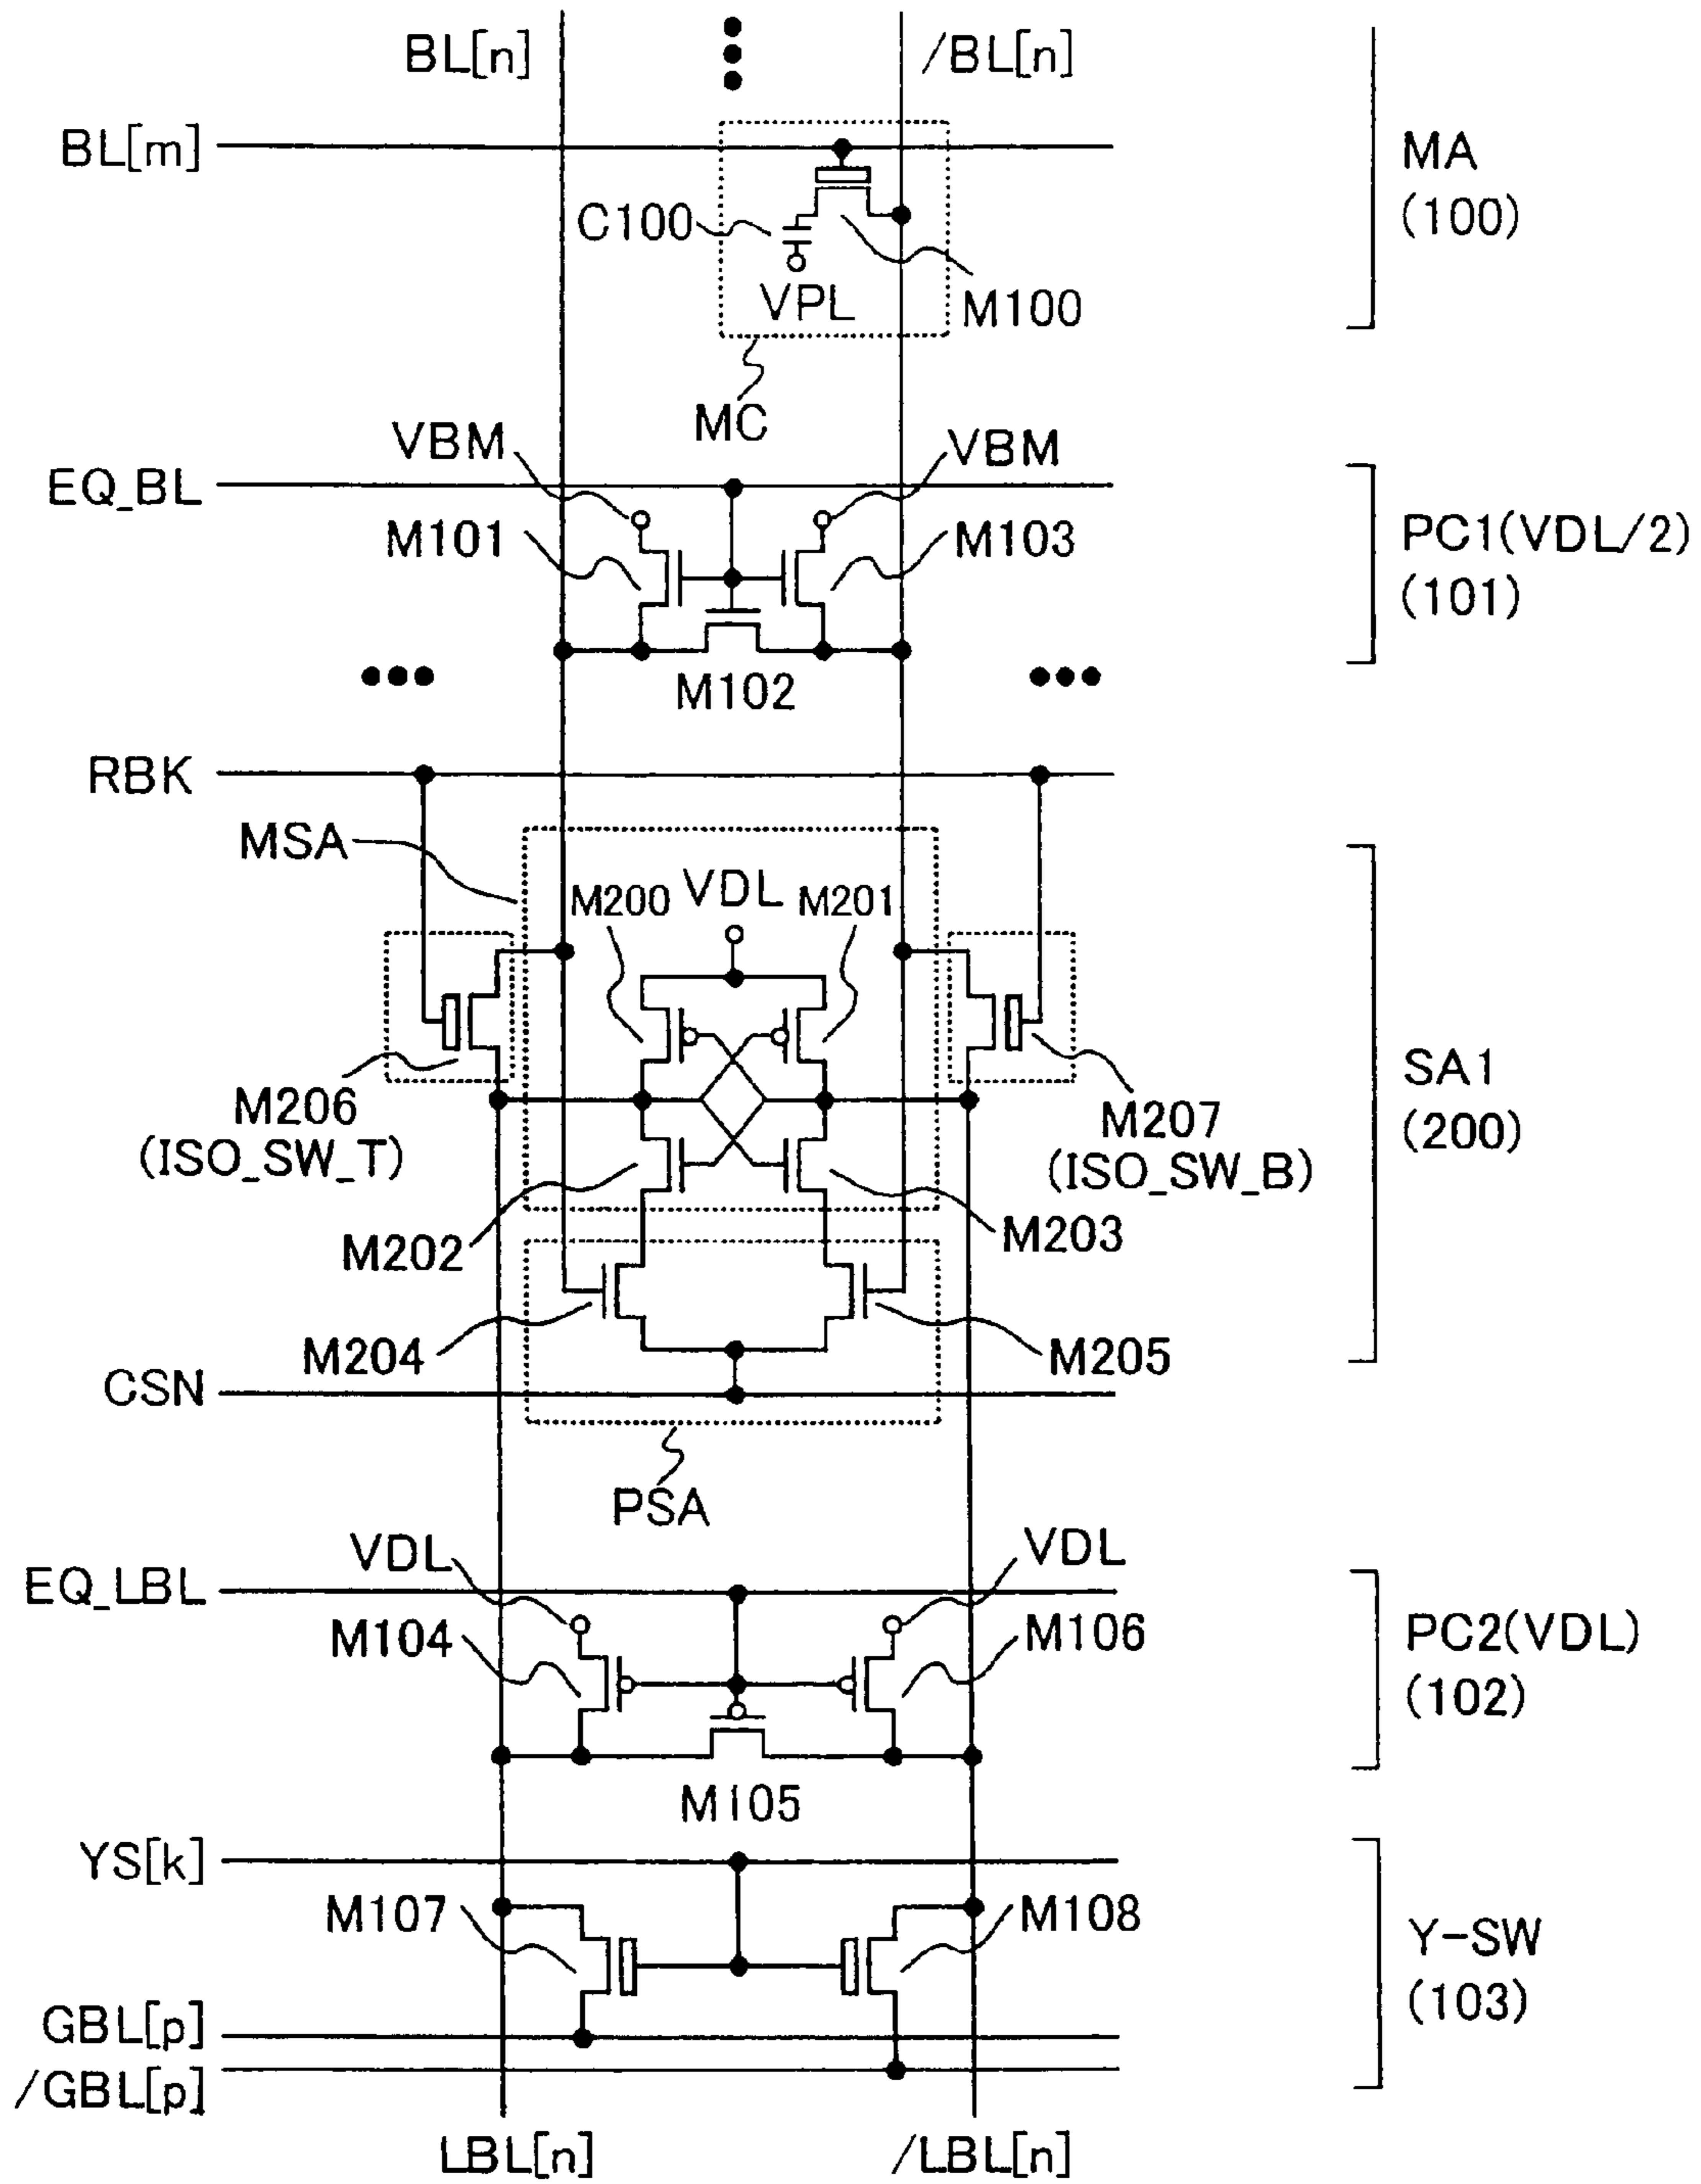 BL[n]
/BL[n]
BL[m]
MA
(100)
C100
VPL
M100
MC
VBM
VBM
EQ_BL
M101
M103
PC1(VDL/2)
(101)
M102
RBK
MSA
M200
VDL
M201
M206
(ISO_SW_T)
M207
(ISO_SW_B)
SA1
(200)
M202
M203
M204
M205
CSN
PSA
VDL
VDL
EQ_LBL
M104
M106
PC2(VDL)
(102)
M105
YS[k]
M107
M108
Y-SW
(103)
GBL[p]
/GBL[p]
LBL[n]
/LBL[n]